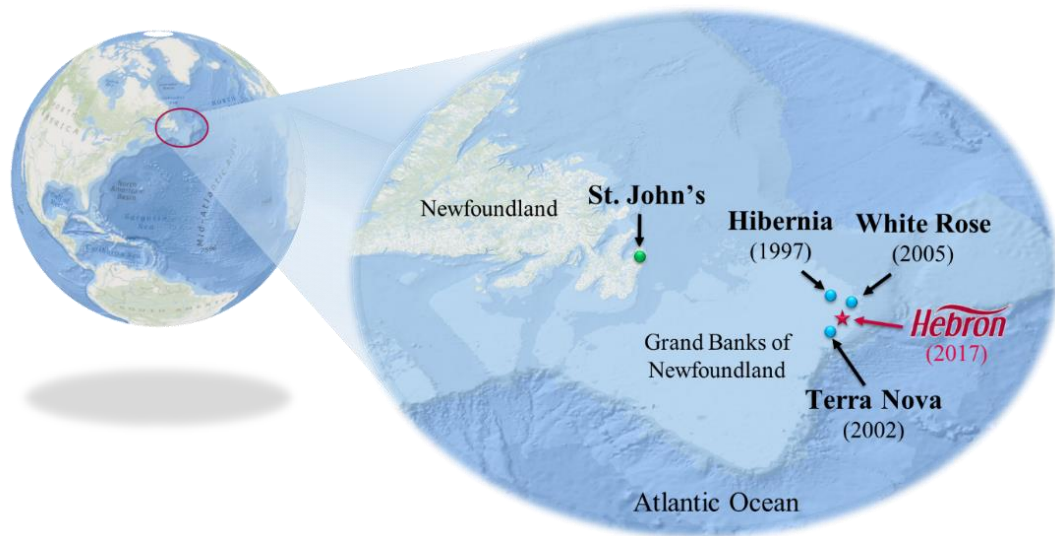 Newfoundland
St. John's
Hibernia
(1997)
White Rose
(2005)
Hebron
(2017)
Grand Banks of
Newfoundland
Terra Nova
(2002)
Atlantic Ocean